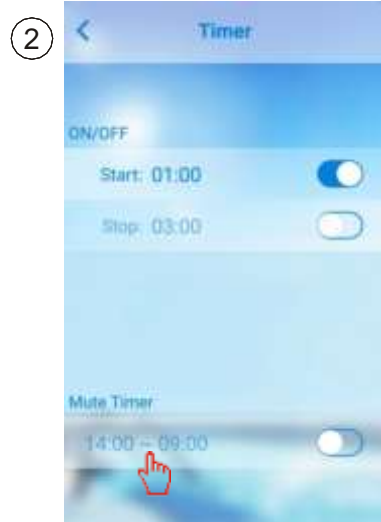 2
Timer
ON/OFF
Start: 01:00
Stop: 03:00
Mute Timer
14:00 ~ 09:00